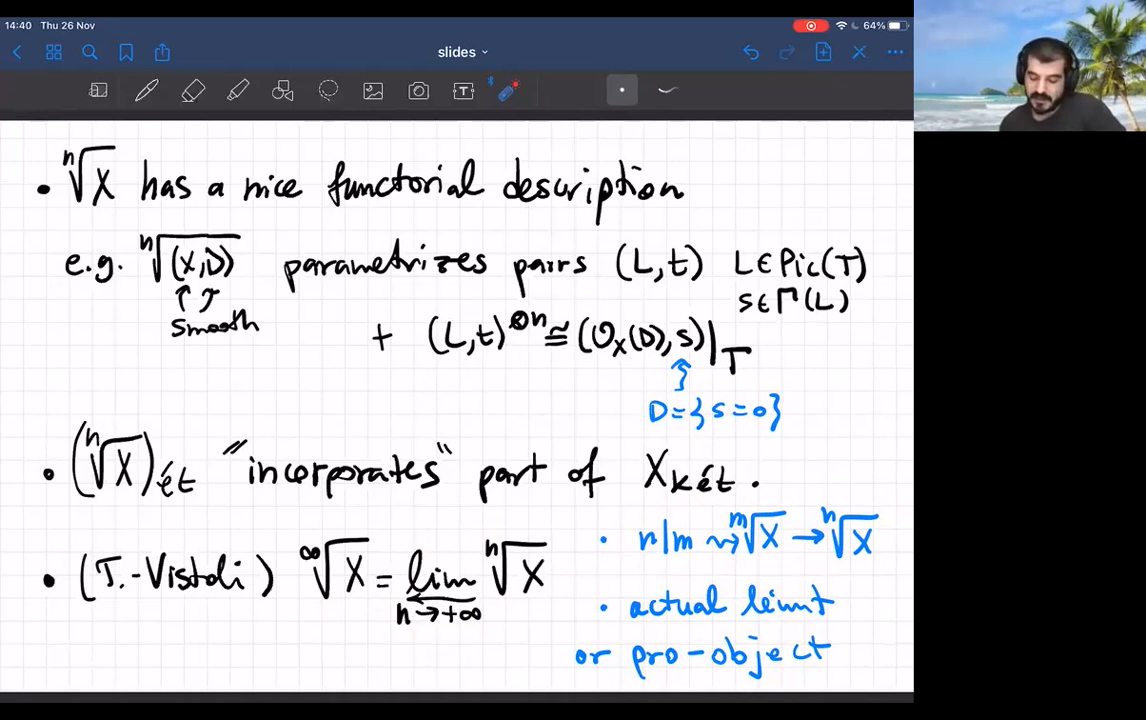 14:40 Thu 26 Nov
64%
slides
• ⁿ√X has a nice functorial description
e.g. ⁿ√(X,D) parametrizes pairs (L,t) L∈Pic(T)
smooth
s∈Γ(L)
+ (L,t)^⊗n ≅ (O_X(D), s)|_T
D={s=0}
• (ⁿ√X)ét "incorporates" part of X_két.
• n|m ⇝ ᵐ√X → ⁿ√X
• (T.-Vistoli) ∞√X = lim ⁿ√X
n→+∞
• actual limit
or pro-object